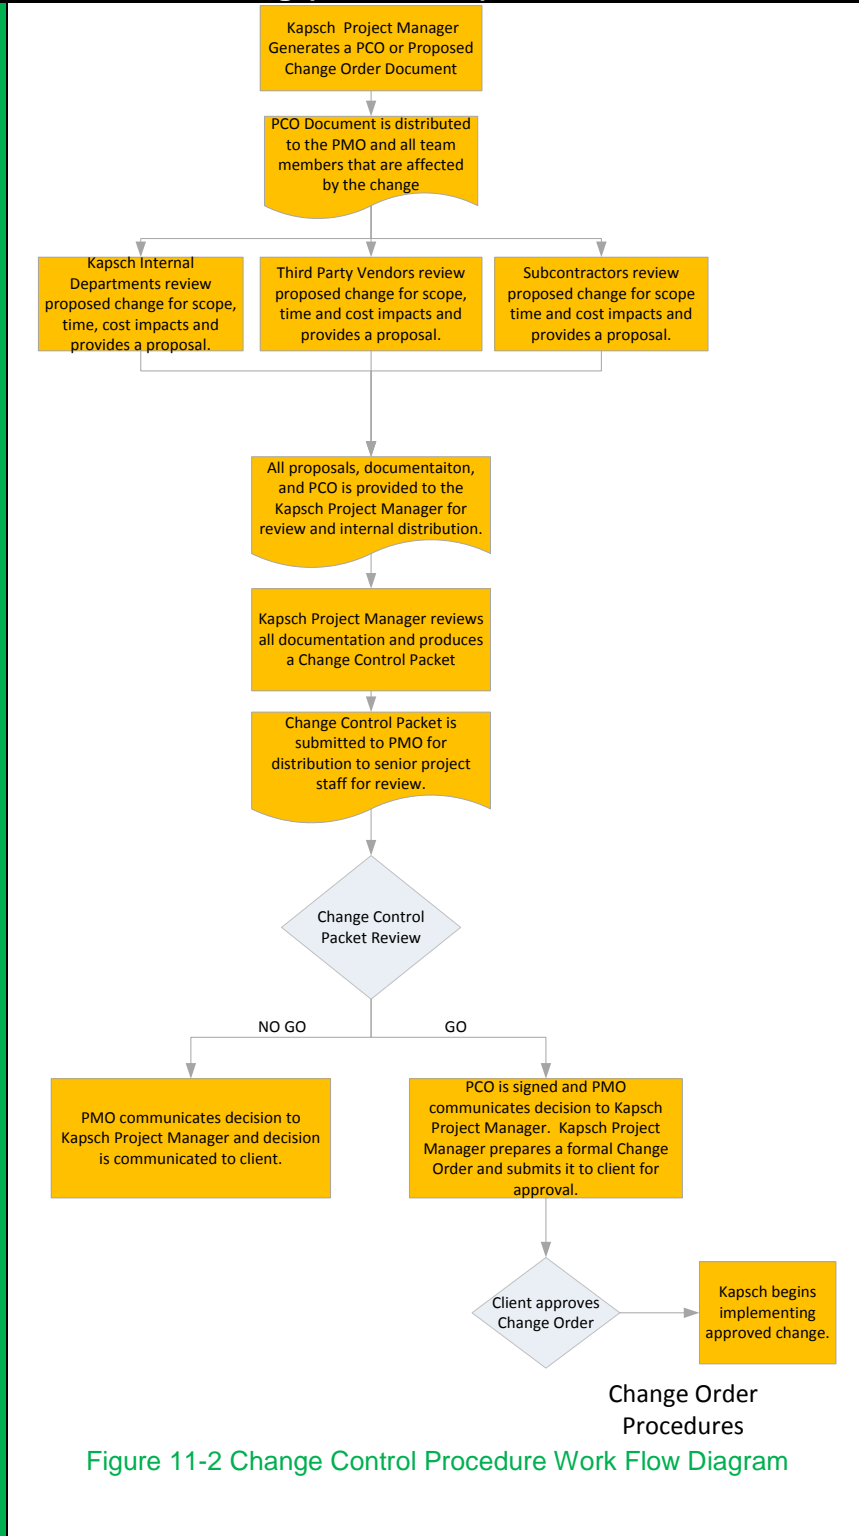 Kapsch  Project Manager
Generates a PCO or Proposed
Change Order Document
PCO Document is distributed
to the PMO and all team
members that are affected
by the change
Kapsch Internal
Departments review
proposed change for scope,
time, cost impacts and
provides a proposal.
Third Party Vendors review
proposed change for scope,
time and cost impacts and
provides a proposal.
Subcontractors review
proposed change for scope
time and cost impacts and
provides a proposal.
All proposals, documentaiton,
and PCO is provided to the
Kapsch Project Manager for
review and internal distribution.
Kapsch Project Manager reviews
all documentation and produces
a Change Control Packet
Change Control Packet is
submitted to PMO for
distribution to senior project
staff for review.
Change Control
Packet Review
NO GO
GO
PMO communicates decision to
Kapsch Project Manager and decision
is communicated to client.
PCO is signed and PMO
communicates decision to Kapsch
Project Manager.  Kapsch Project
Manager prepares a formal Change
Order and submits it to client for
approval.
Client approves
Change Order
Kapsch begins
implementing
approved change.
Change Order
Procedures
Figure 11-2 Change Control Procedure Work Flow Diagram